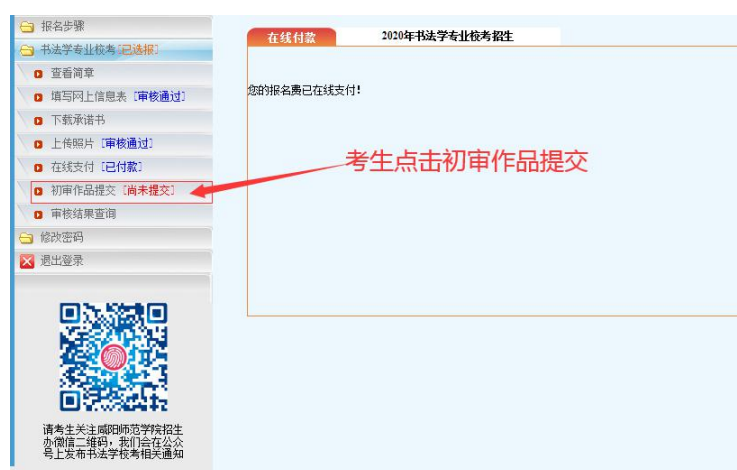 报名步骤
书法学专业校考[已选报]
查看简章
填写网上信息表 [审核通过]
下载承诺书
上传照片 [审核通过]
在线支付 [已付款]
初审作品提交 [尚未提交]
审核结果查询
修改密码
退出登录
请考生关注咸阳师范学院招生
办微信二维码，我们会在公众
号上发布书法学校考相关通知
在线付款
2020年书法学专业校考招生
您的报名费已在线支付!
考生点击初审作品提交